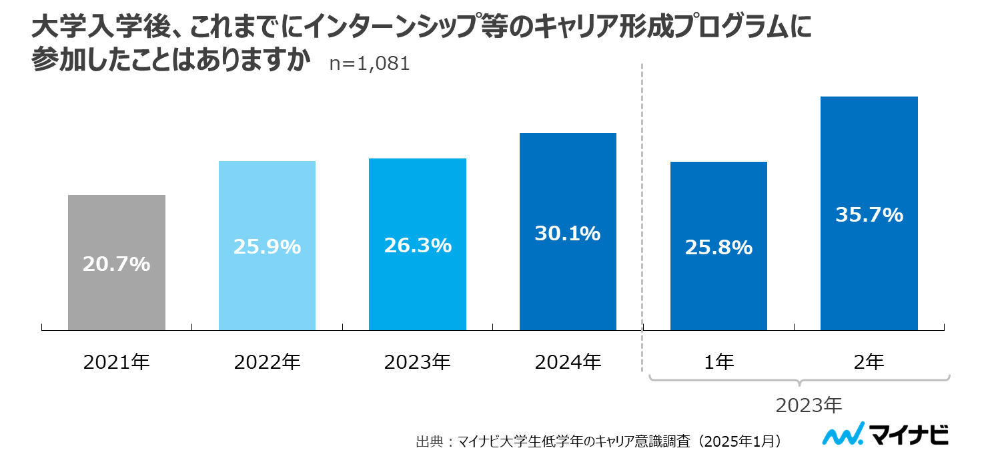 大学入学後、これまでにインターンシップ等のキャリア形成プログラムに
参加したことはありますか n=1,081
20.7%
25.9%
26.3%
30.1%
25.8%
35.7%
2021年
2022年
2023年
2024年
1年
2年
2023年
出典：マイナビ大学生低学年のキャリア意識調査（2025年1月）
マイナビ